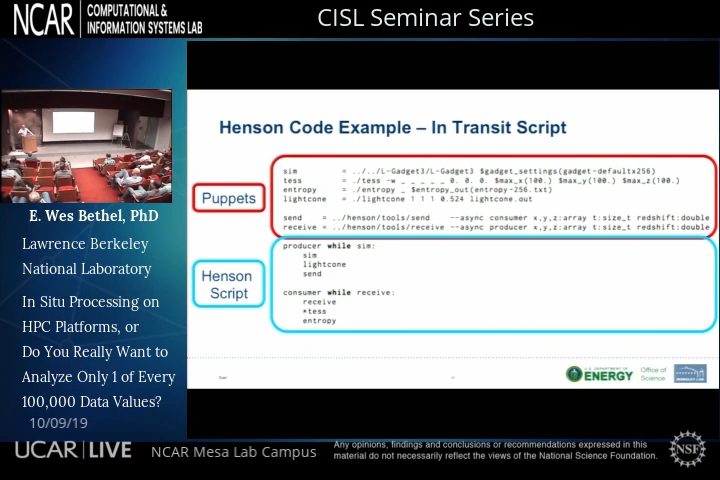 NCAR
COMPUTATIONAL &
INFORMATION SYSTEMS LAB
CISL Seminar Series
E. Wes Bethel, PhD
Lawrence Berkeley
National Laboratory
In Situ Processing on
HPC Platforms, or
Do You Really Want to
Analyze Only 1 of Every
100,000 Data Values?
10/09/19
Henson Code Example – In Transit Script
Puppets
sim = ../../L-Gadget3/L-Gadget3 $gadget_settings(gadget-defaultx256)
tess = ./tess -w _ _ _ _ _ 0. 0. 0. $max_x(100.) $max_y(100.) $max_z(100.)
entropy = ./entropy _ $entropy_out(entropy-256.txt)
lightcone = ./lightcone 1 1 1 0.524 lightcone.out
send = ../henson/tools/send --async consumer x,y,z:array t:size_t redshift:double
receive = ../henson/tools/receive --async producer x,y,z:array t:size_t redshift:double
Henson
Script
producer while sim:
sim
lightcone
send
consumer while receive:
receive
*tess
entropy
U.S. DEPARTMENT OF
ENERGY
Office of
Science
UCAR | LIVE
NCAR Mesa Lab Campus
Any opinions, findings and conclusions or recommendations expressed in this
material do not necessarily reflect the views of the National Science Foundation.
NSF